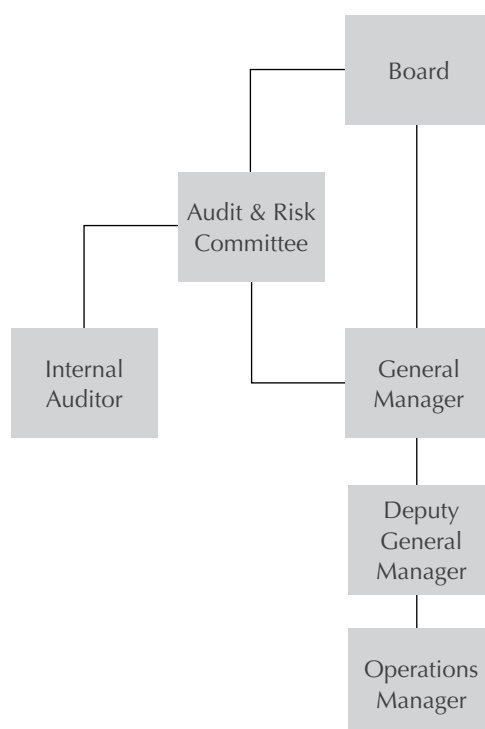 Board
Audit & Risk
Committee
Internal
Auditor
General
Manager
Deputy
General
Manager
Operations
Manager